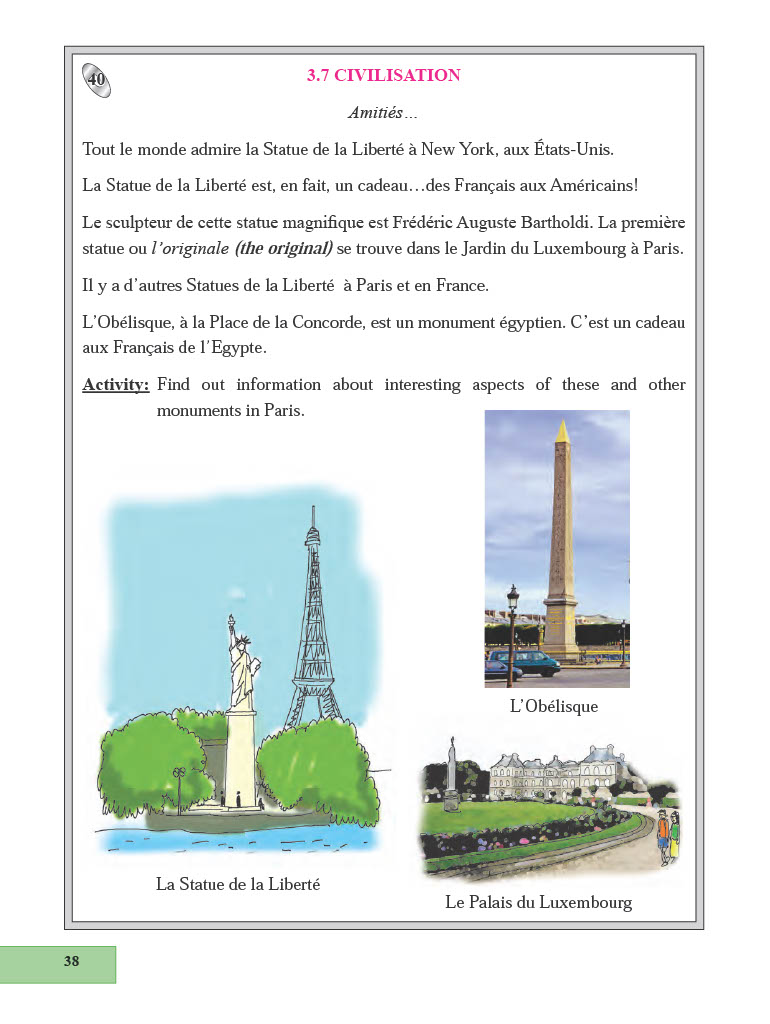 40
3.7 CIVILISATION
Amitiés...
Tout le monde admire la Statue de la Liberté à New York, aux États-Unis.
La Statue de la Liberté est, en fait, un cadeau...des Français aux Américains!
Le sculpteur de cette statue magnifique est Frédéric Auguste Bartholdi. La première
statue ou l'originale (the original) se trouve dans le Jardin du Luxembourg à Paris.
Il y a d'autres Statues de la Liberté à Paris et en France.
L'Obélisque, à la Place de la Concorde, est un monument égyptien. C'est un cadeau
aux Français de l'Egypte.
Activity: Find out information about interesting aspects of these and other
monuments in Paris.
L'Obélisque
La Statue de la Liberté
Le Palais du Luxembourg
38